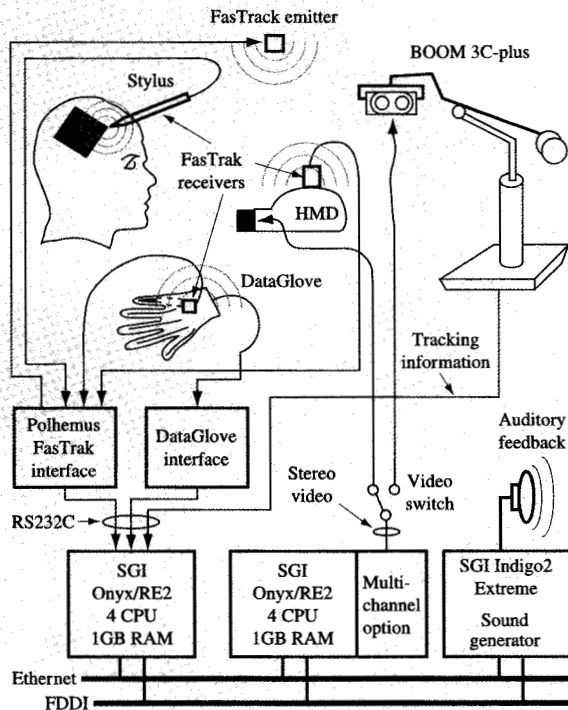 FasTrack emitter
BOOM 3C-plus
Stylus
FasTrak
receivers
HMD
DataGlove
Tracking
information
Polhemus
FasTrak
interface
DataGlove
interface
Auditory
feedback
Stereo
video
Video
switch
RS232C
SGI
Onyx/RE2
4 CPU
1GB RAM
SGI
Onyx/RE2
4 CPU
1GB RAM
Multi-
channel
option
SGI Indigo2
Extreme
Sound
generator
Ethernet
FDDI